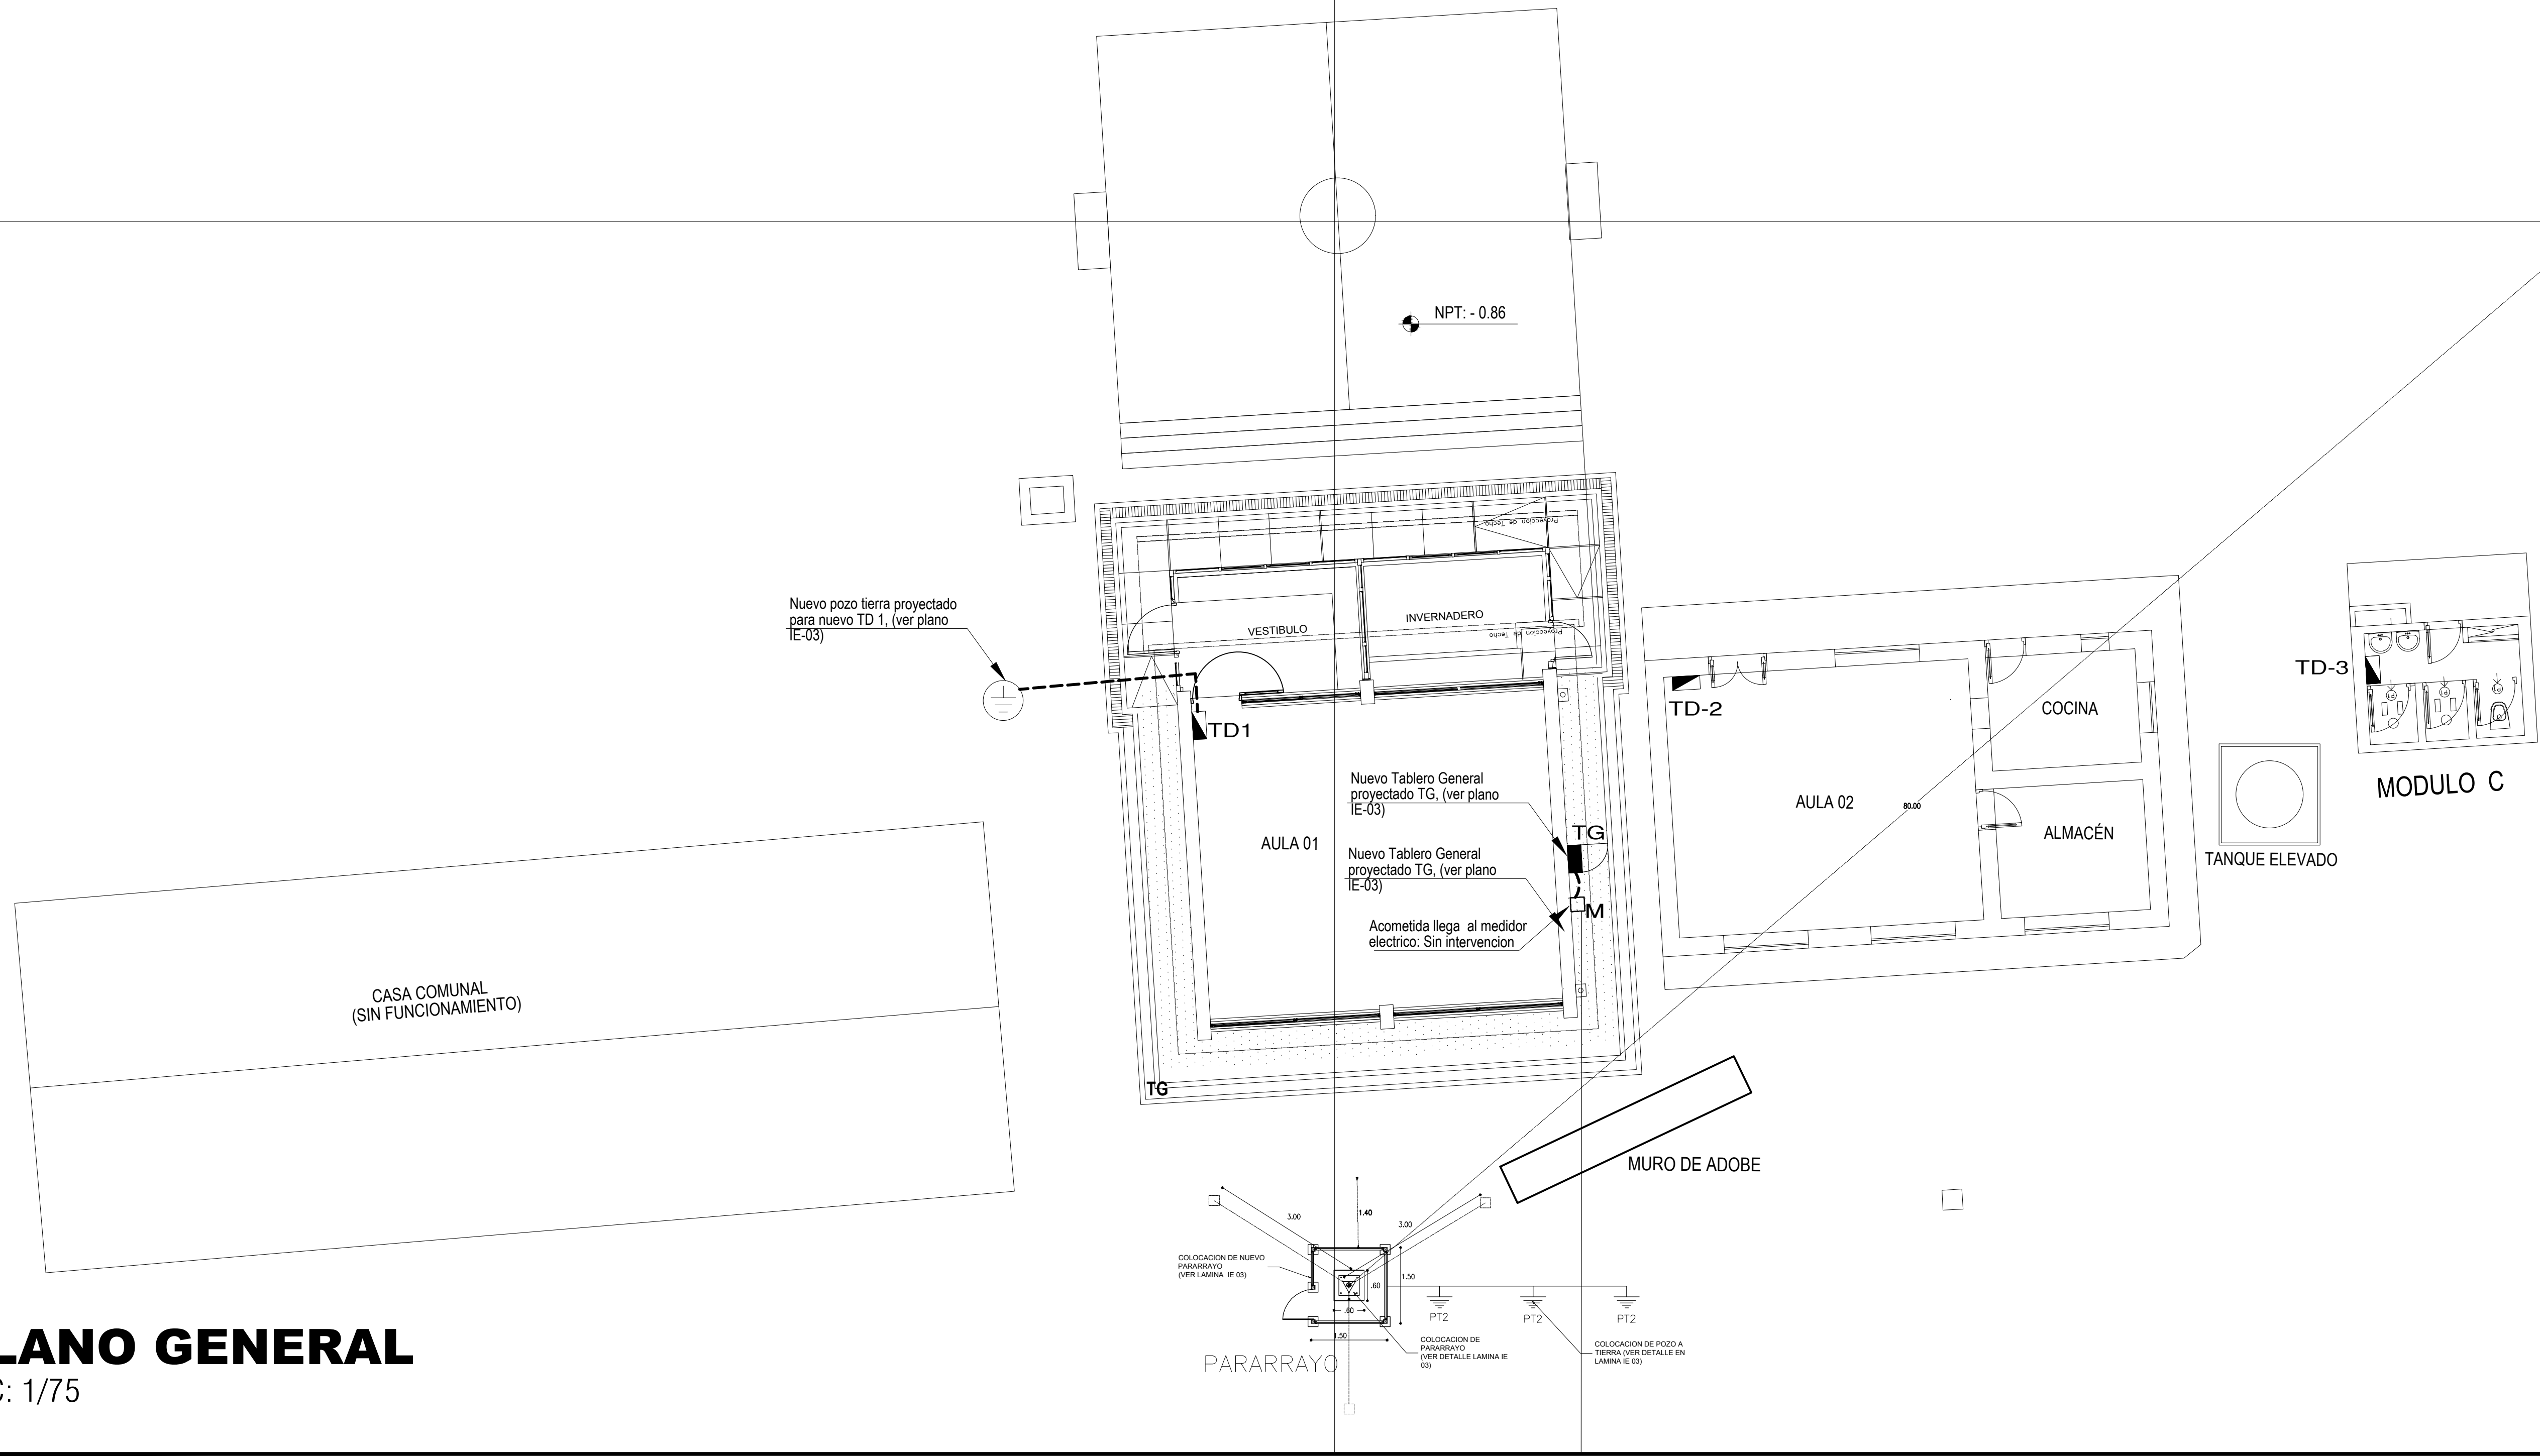 NPT: - 0.86
Proyeccion de Techo
Nuevo pozo tierra proyectado
para nuevo TD 1, (ver plano
IE-03)
VESTIBULO
INVERNADERO
Proyeccion de Techo
TD1
TD-2
COCINA
TD-3
P1
P1
P1
MODULO C
Nuevo Tablero General
proyectado TG, (ver plano
IE-03)
AULA 01
TG
Nuevo Tablero General
proyectado TG, (ver plano
IE-03)
M
Acometida llega al medidor
electrico: Sin intervencion
AULA 02
80.00
ALMACÉN
TANQUE ELEVADO
CASA COMUNAL
(SIN FUNCIONAMIENTO)
TG
MURO DE ADOBE
3.00
1.40
3.00
COLOCACION DE NUEVO
PARARRAYO
(VER LAMINA IE 03)
1.50
.60
.60
1.50
PT2
PT2
PT2
COLOCACION DE
PARARRAYO
(VER DETALLE LAMINA IE
03)
COLOCACION DE POZO A
TIERRA (VER DETALLE EN
LAMINA IE 03)
PARARRAYO
LANO GENERAL
C: 1/75